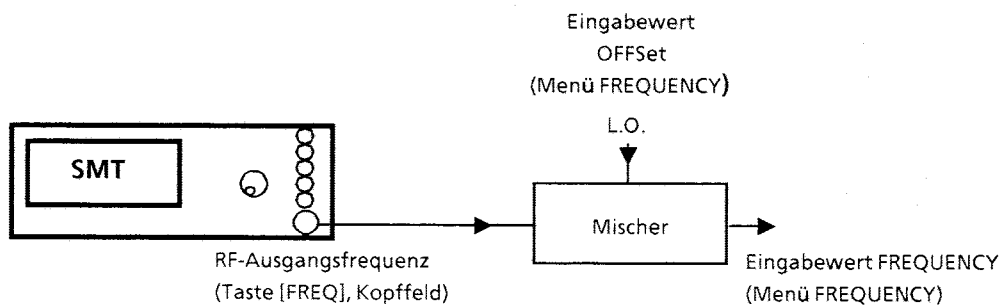 Eingabewert
OFFSet
(Menü FREQUENCY)
L.O.
SMT
Mischer
RF-Ausgangsfrequenz
(Taste [FREQ], Kopffeld)
Eingabewert FREQUENCY
(Menü FREQUENCY)